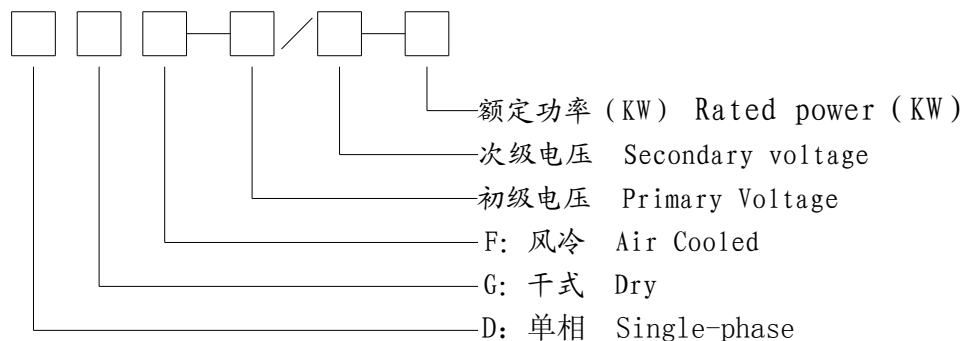 额定功率（KW） Rated power（KW）
次级电压 Secondary voltage
初级电压 Primary Voltage
F: 风冷 Air Cooled
G: 干式 Dry
D: 单相 Single-phase